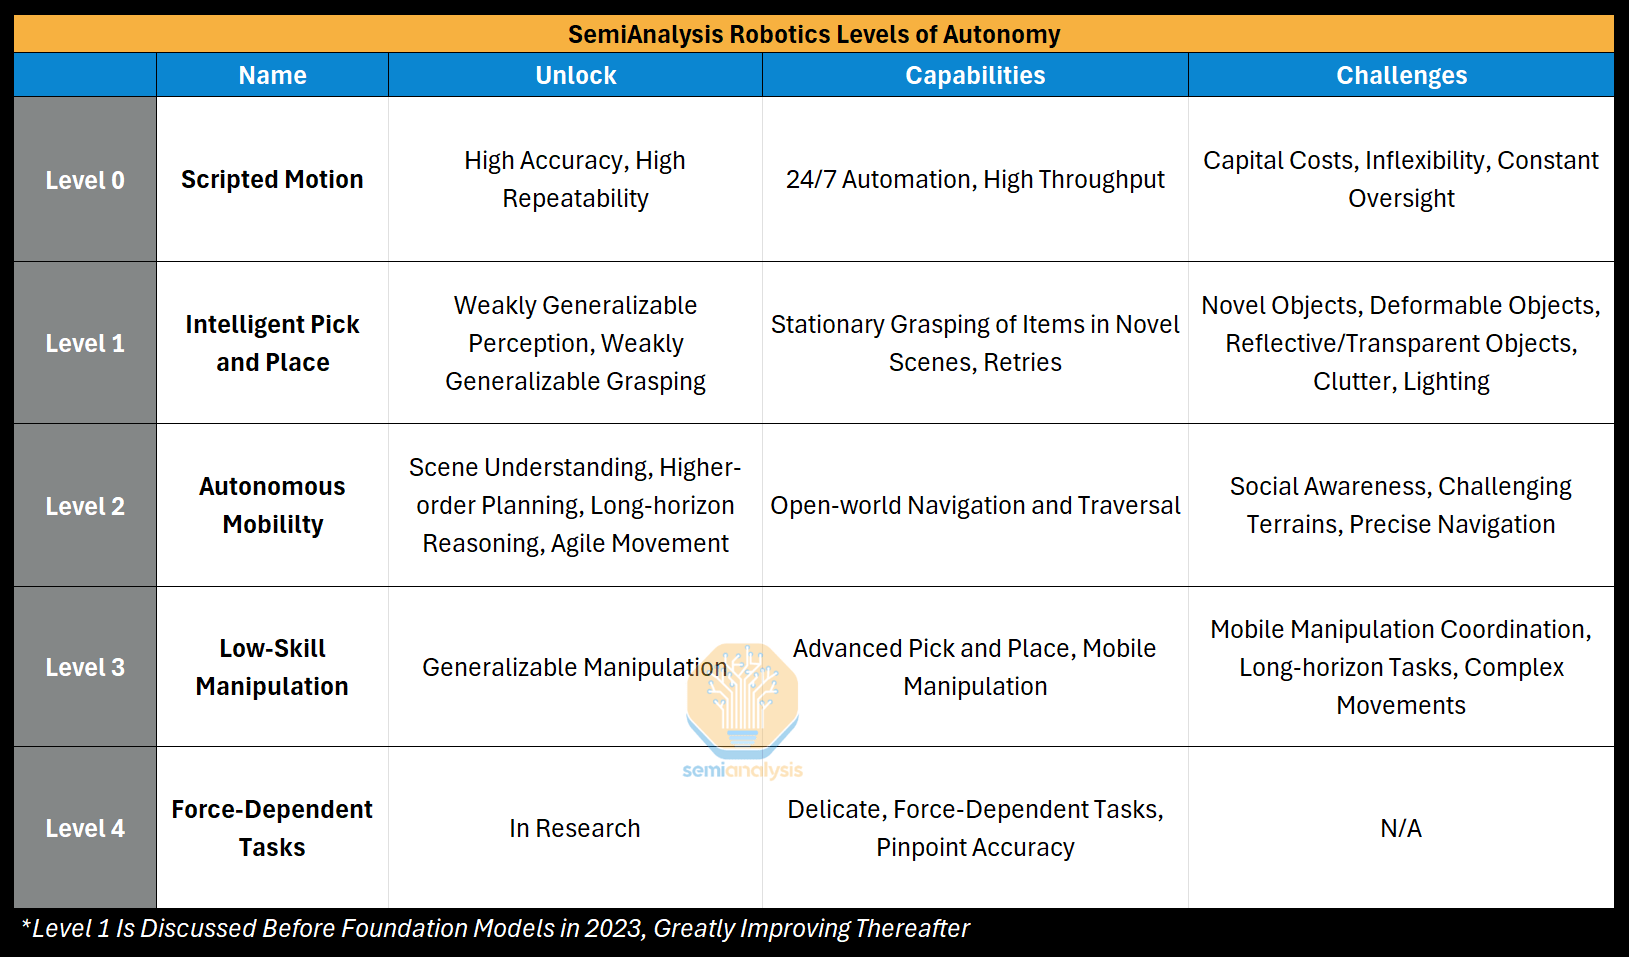 SemiAnalysis Robotics Levels of Autonomy
Name
Unlock
Capabilities
Challenges
Level 0
Scripted Motion
High Accuracy, High
Repeatability
24/7 Automation, High Throughput
Capital Costs, Inflexibility, Constant
Oversight
Level 1
Intelligent Pick
and Place
Weakly Generalizable
Perception, Weakly
Generalizable Grasping
Stationary Grasping of Items in Novel
Scenes, Retries
Novel Objects, Deformable Objects,
Reflective/Transparent Objects,
Clutter, Lighting
Level 2
Autonomous
Mobililty
Scene Understanding, Higher-
order Planning, Long-horizon
Reasoning, Agile Movement
Open-world Navigation and Traversal
Social Awareness, Challenging
Terrains, Precise Navigation
Level 3
Low-Skill
Manipulation
Generalizable Manipulation
Advanced Pick and Place, Mobile
Manipulation
Mobile Manipulation Coordination,
Long-horizon Tasks, Complex
Movements
semianalysis
Level 4
Force-Dependent
Tasks
In Research
Delicate, Force-Dependent Tasks,
Pinpoint Accuracy
N/A
*Level 1 Is Discussed Before Foundation Models in 2023, Greatly Improving Thereafter